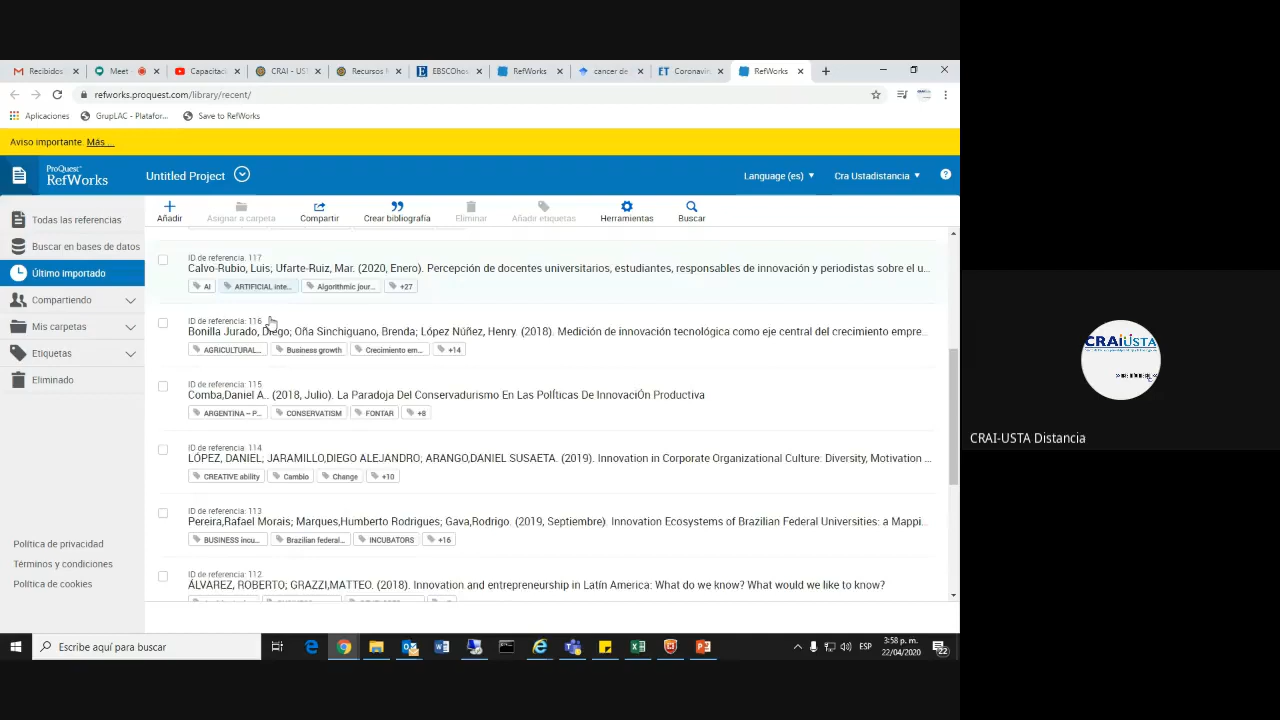 Recibidos
Meet
Capacitac
CRAI - US
Recursos
EBSCOhos
RefWorks
cancer de
Coronavir
RefWorks
refworks.proquest.com/library/recent/
Aplicaciones
GrupLAC - Platafor...
Save to RefWorks
Aviso importante. Más ...
ProQuest
RefWorks
Untitled Project
Language (es)
Cra Ustadistancia
Todas las referencias
Buscar en bases de datos
Último importado
Compartiendo
Mis carpetas
Etiquetas
Eliminado
Política de privacidad
Términos y condiciones
Política de cookies
Añadir
Asignar a carpeta
Compartir
Crear bibliografía
Eliminar
Añadir etiquetas
Herramientas
Buscar
ID de referencia: 117
Calvo-Rubio, Luis; Ufarte-Ruiz, Mar. (2020, Enero). Percepción de docentes universitarios, estudiantes, responsables de innovación y periodistas sobre el u...
AI ARTIFICIAL inte... Algorithmic jour... +27
ID de referencia: 116
Bonilla Jurado, Diego; Oña Sinchiguano, Brenda; López Núñez, Henry. (2018). Medición de innovación tecnológica como eje central del crecimiento empre...
AGRICULTURAL... Business growth Crecimiento em... +14
ID de referencia: 115
Comba,Daniel A.. (2018, Julio). La Paradoja Del Conservadurismo En Las PolÍticas De InnovaciÓn Productiva
ARGENTINA -- P... CONSERVATISM FONTAR +8
ID de referencia: 114
LÓPEZ, DANIEL; JARAMILLO,DIEGO ALEJANDRO; ARANGO,DANIEL SUSAETA. (2019). Innovation in Corporate Organizational Culture: Diversity, Motivation ...
CREATIVE ability Cambio Change +10
ID de referencia: 113
Pereira,Rafael Morais; Marques,Humberto Rodrigues; Gava,Rodrigo. (2019, Septiembre). Innovation Ecosystems of Brazilian Federal Universities: a Mappi...
BUSINESS incu... Brazilian federal... INCUBATORS +16
ID de referencia: 112
ÁLVAREZ, ROBERTO; GRAZZI,MATTEO. (2018). Innovation and entrepreneurship in Latín America: What do we know? What would we like to know?
Escribe aquí para buscar
ESP
3:58 p. m.
22/04/2020
22
CRAIUSTA
CRAI-USTA Distancia